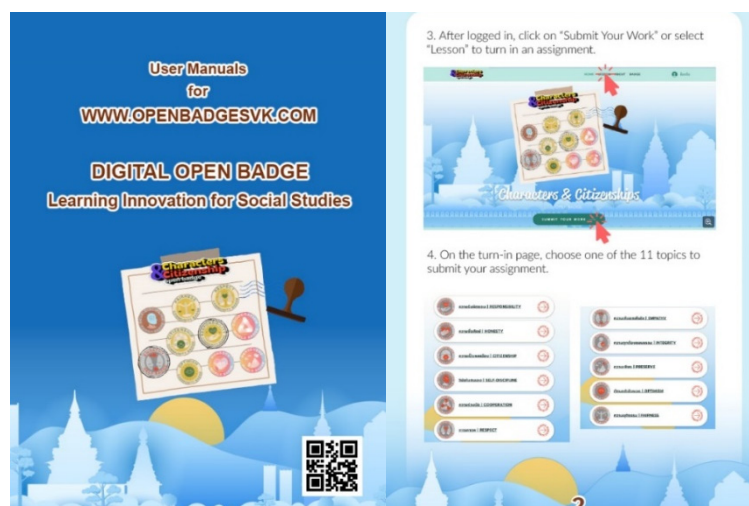 User Manuals
for
WWW.OPENBADGESVK.COM
DIGITAL OPEN BADGE
Learning Innovation for Social Studies
Characters
& Citizenship
3. After logged in, click on “Submit Your Work” or select
“Lesson” to turn in an assignment.
Characters
& Citizenship
Characters & Citizenships
SUBMIT YOUR WORK
4. On the turn-in page, choose one of the 11 topics to
submit your assignment.
| RESPONSIBILITY
| HONESTY
| CITIZENSHIP
| SELF-DISCIPLINE
| COOPERATION
| RESPECT
| EMPATHY
| INTEGRITY
| FAIRNESS
2